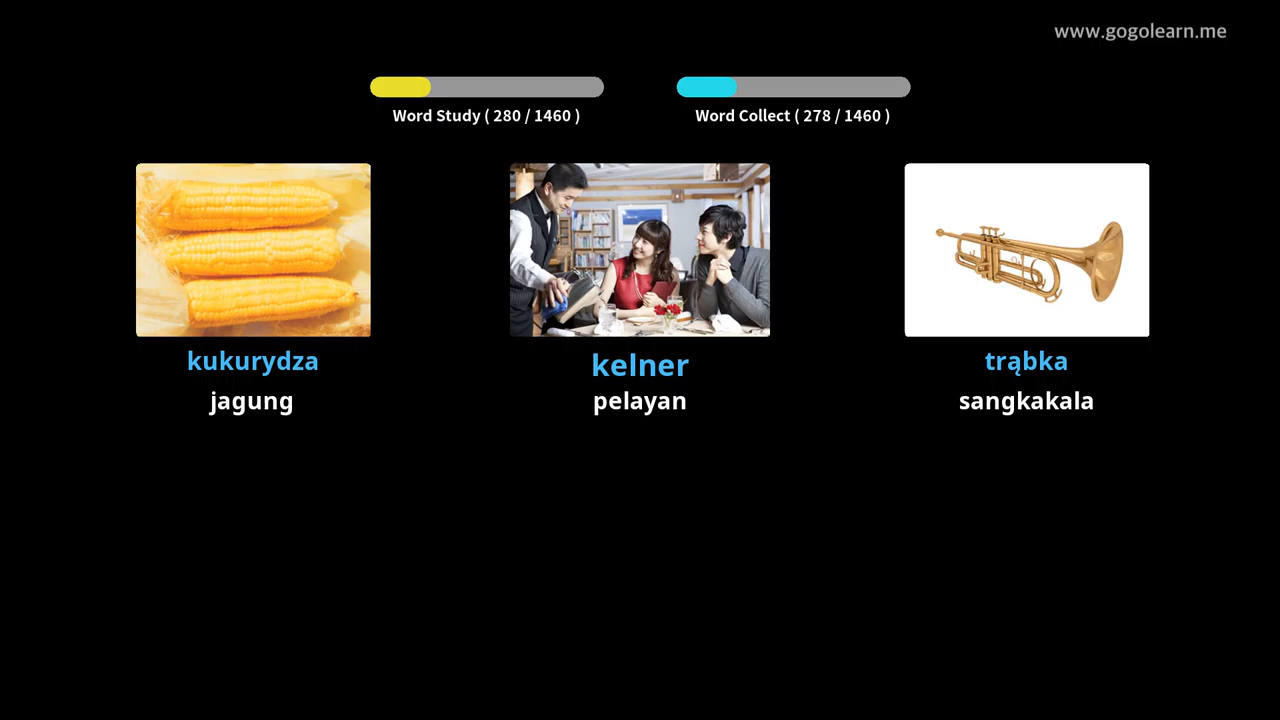 www.gogolearn.me
Word Study ( 280 / 1460 )
Word Collect ( 278 / 1460 )
kukurydza
jagung
kelner
pelayan
trąbka
sangkakala